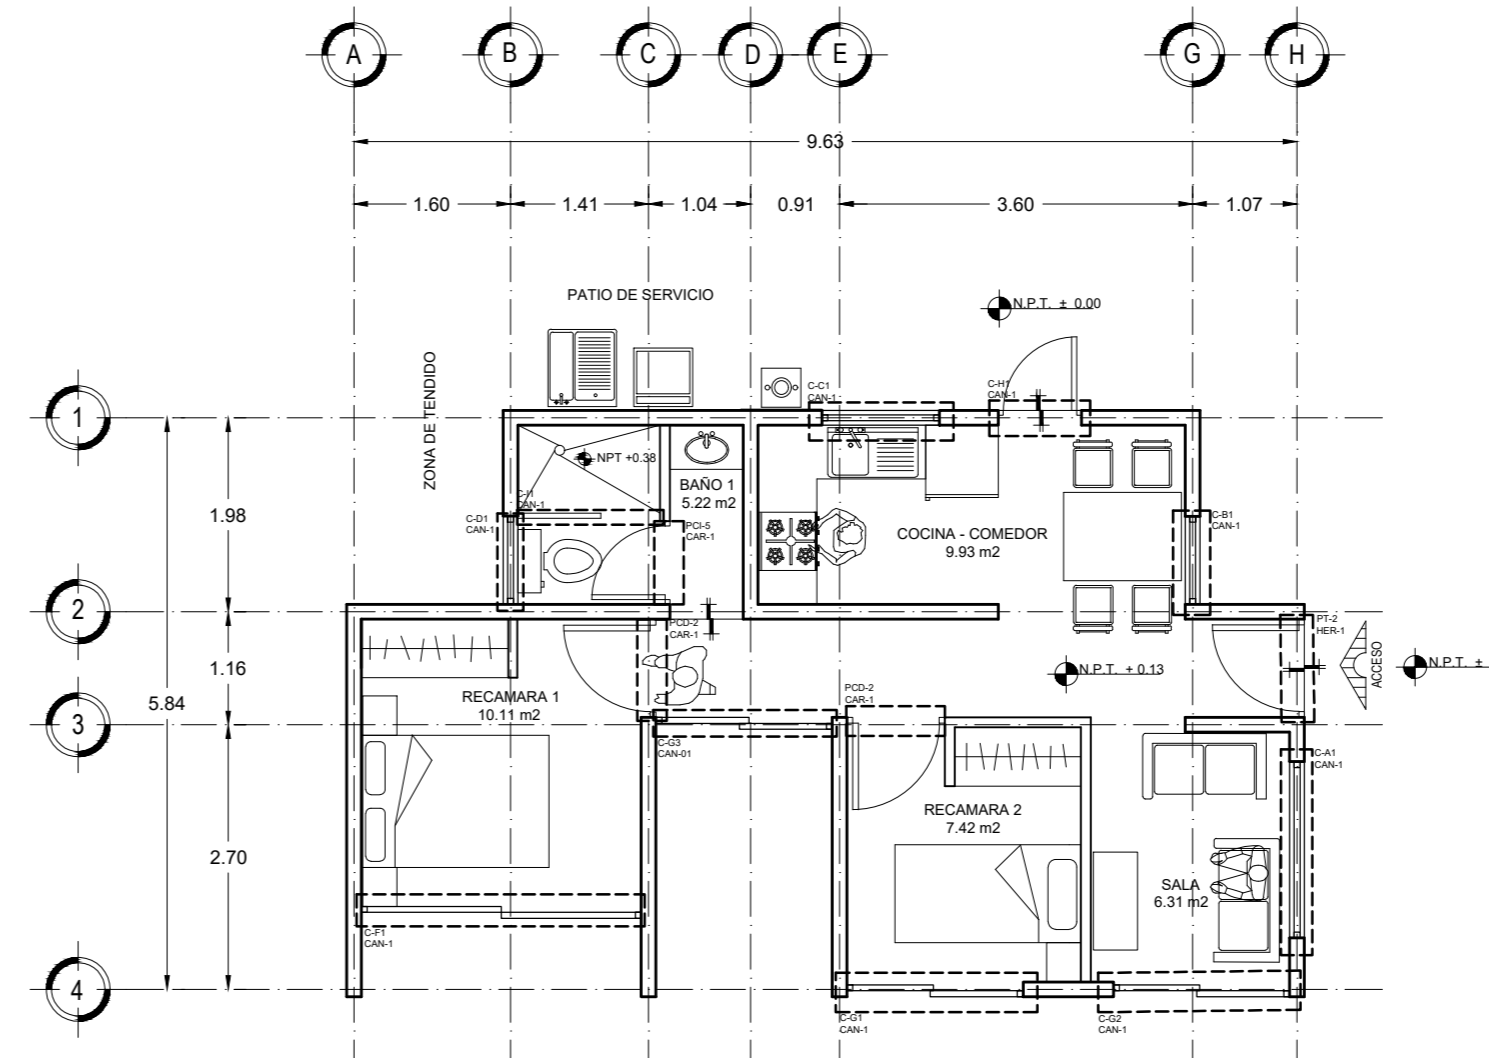 A B C D E G H
9.63
1.60 1.41 1.04 0.91 3.60 1.07
PATIO DE SERVICIO
N.P.T. ± 0.00
ZONA DE TENDIDO
1
C-C1
CAN-1
C-H1
CAN-1
NPT +0.38
BAÑO 1
5.22 m2
C-I1
CAN-1
C-D1
CAN-1
PCI-5
CAR-1
COCINA - COMEDOR
9.93 m2
C-B1
CAN-1
1.98
2
PCD-2
CAR-1
PT-2
HER-1
ACCESO
N.P.T. ±
N.P.T. + 0.13
1.16
5.84
RECAMARA 1
10.11 m2
PCD-2
CAR-1
3
C-G3
CAN-01
C-A1
CAN-1
RECAMARA 2
7.42 m2
2.70
SALA
6.31 m2
C-F1
CAN-1
4
C-G1
CAN-1
C-G2
CAN-1